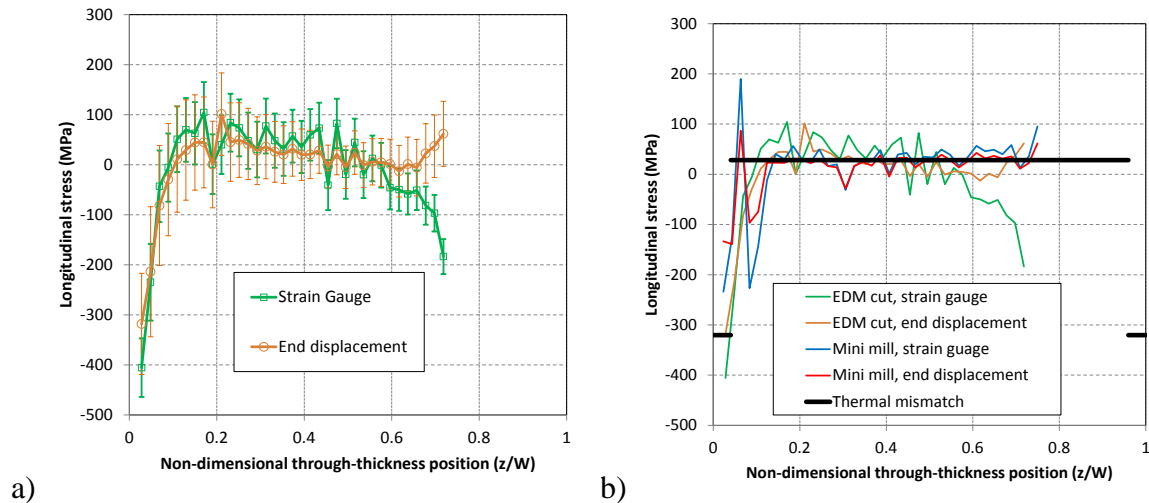 300
200
100
0
-100
-200
-300
-400
-500
Longitudinal stress (MPa)
Strain Gauge
End displacement
0
0.2
0.4
0.6
0.8
1
Non-dimensional through-thickness position (z/W)
a)
300
200
100
0
-100
-200
-300
-400
-500
Longitudinal stress (MPa)
EDM cut, strain gauge
EDM cut, end displacement
Mini mill, strain guage
Mini mill, end displacement
Thermal mismatch
0
0.2
0.4
0.6
0.8
1
Non-dimensional through-thickness position (z/W)
b)